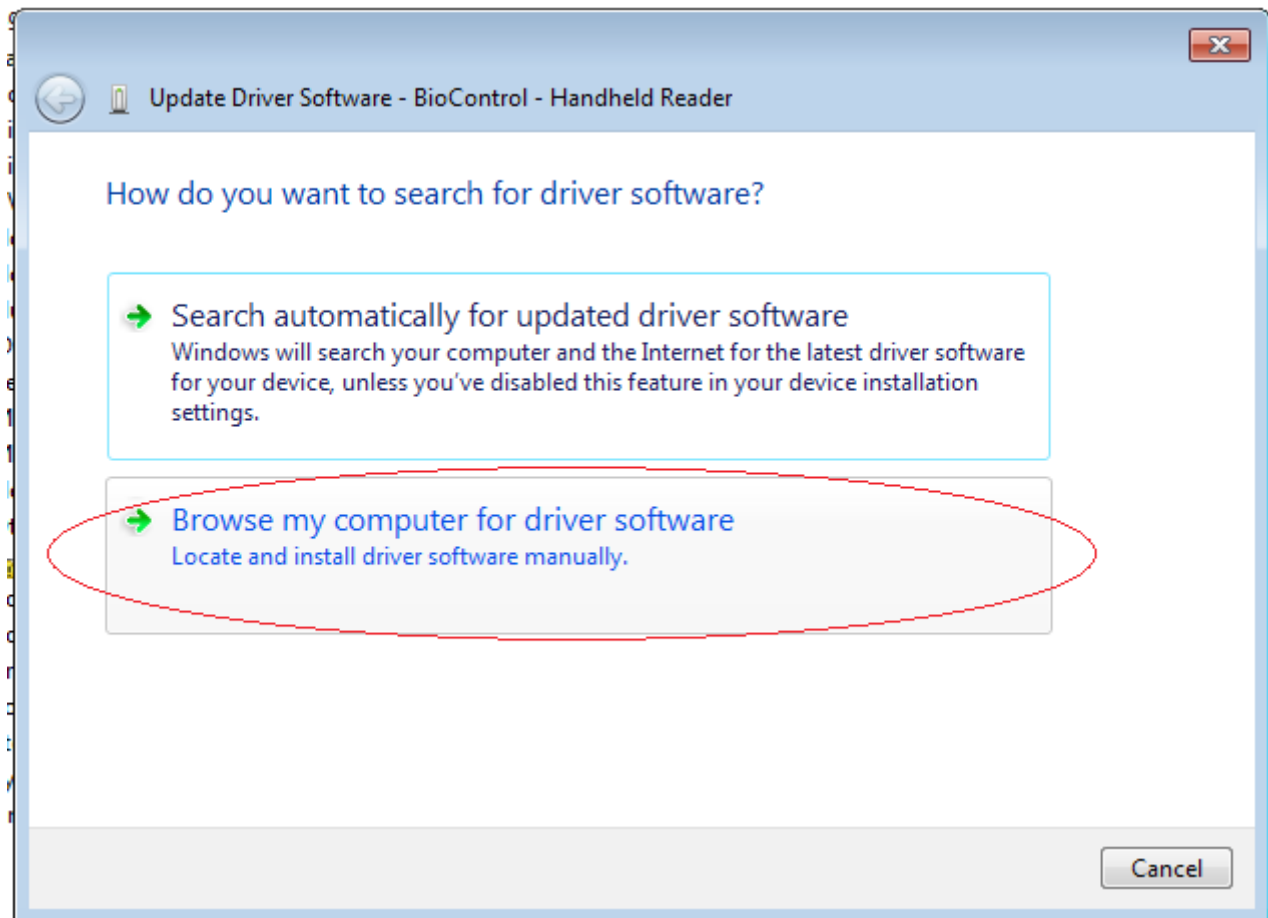 Update Driver Software - BioControl - Handheld Reader
How do you want to search for driver software?
Search automatically for updated driver software
Windows will search your computer and the Internet for the latest driver software
for your device, unless you've disabled this feature in your device installation
settings.
Browse my computer for driver software
Locate and install driver software manually.
Cancel